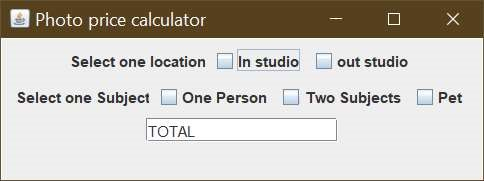 Photo price calculator
Select one location In studio out studio
Select one Subject One Person Two Subjects Pet
TOTAL